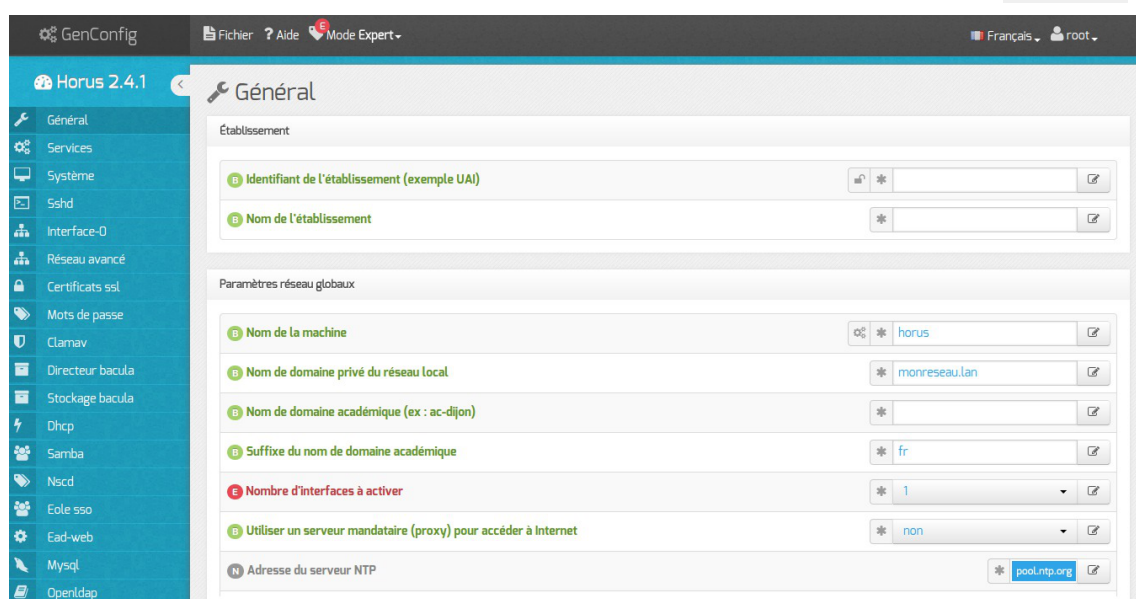 GenConfig
Fichier ? Aide E Mode Expert
Français root
Horus 2.4.1
Général
Services
Système
Sshd
Interface-0
Réseau avancé
Certificats ssl
Mots de passe
Clamav
Directeur bacula
Stockage bacula
Dhcp
Samba
Nscd
Eole sso
Ead-web
Mysql
Openldap
Général
Établissement
B Identifiant de l'établissement (exemple UAI)
B Nom de l'établissement
Paramètres réseau globaux
B Nom de la machine horus
B Nom de domaine privé du réseau local monreseau.lan
B Nom de domaine académique (ex : ac-dijon)
B Suffixe du nom de domaine académique fr
E Nombre d'interfaces à activer 1
B Utiliser un serveur mandataire (proxy) pour accéder à Internet non
N Adresse du serveur NTP pool.ntp.org